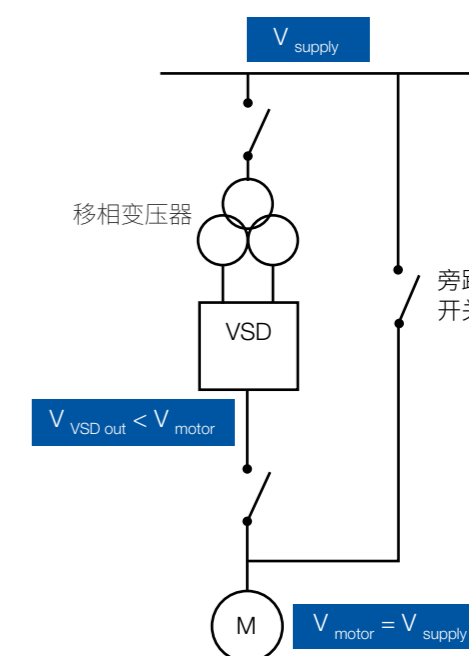 V supply
移相变压器
旁
开
VSD
V VSD out < V motor
M
V motor = V supply